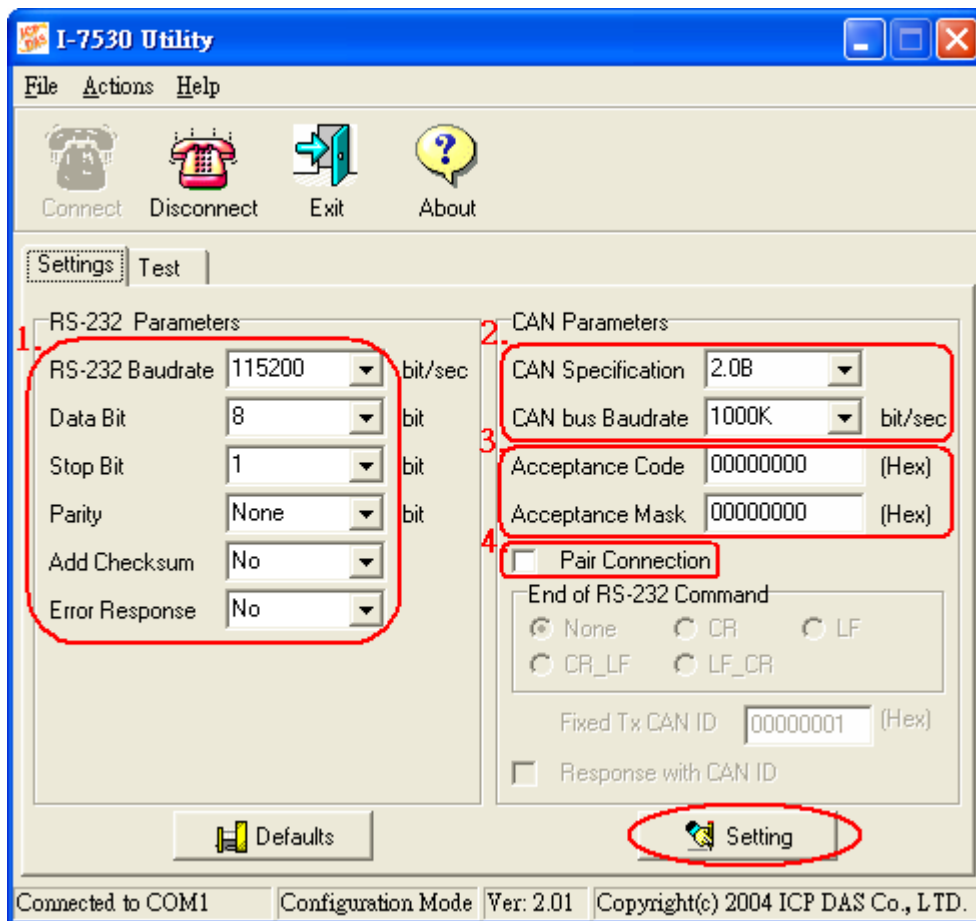 I-7530 Utility
File Actions Help
Connect Disconnect Exit About
Settings Test
RS-232 Parameters
1.
RS-232 Baudrate 115200 bit/sec
Data Bit 8 bit
Stop Bit 1 bit
Parity None bit
Add Checksum No
Error Response No
Defaults
CAN Parameters
2.
CAN Specification 2.0B
CAN bus Baudrate 1000K bit/sec
3
Acceptance Code 00000000 (Hex)
Acceptance Mask 00000000 (Hex)
4
Pair Connection
End of RS-232 Command
None CR LF
CR_LF LF_CR
Fixed Tx CAN ID 00000001 (Hex)
Response with CAN ID
Setting
Connected to COM1 Configuration Mode Ver: 2.01 Copyright(c) 2004 ICP DAS Co., LTD.